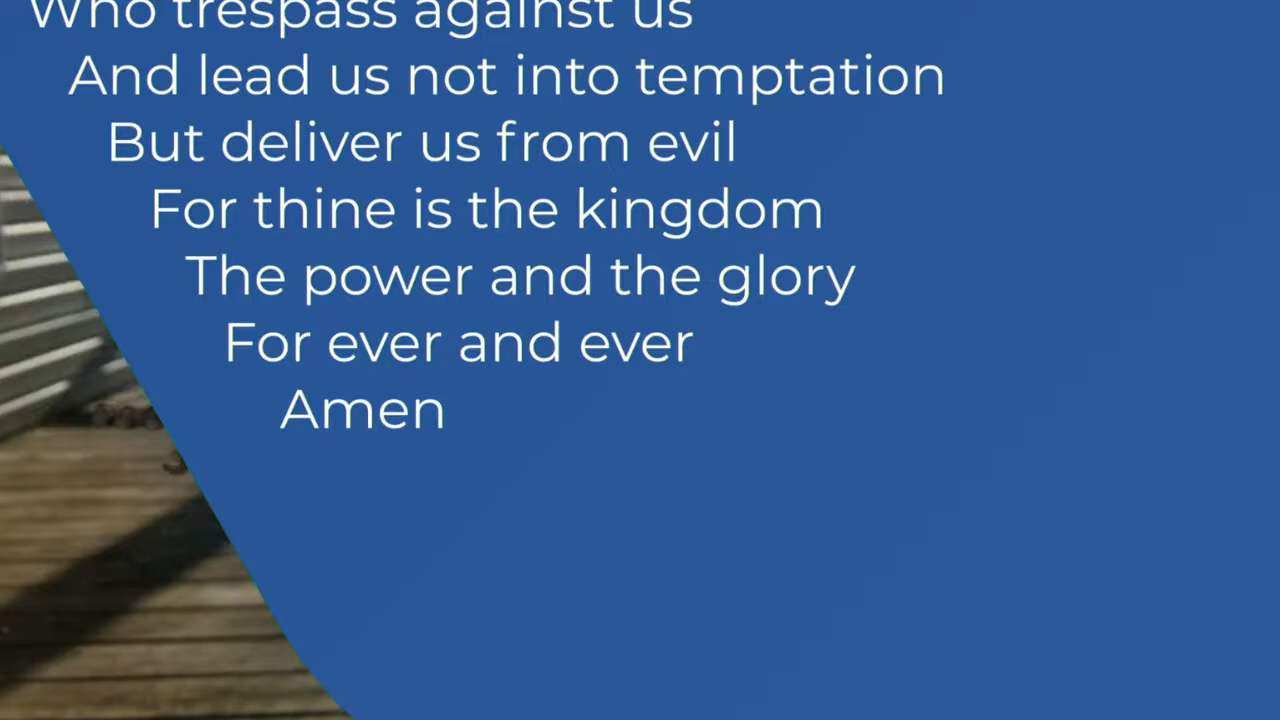 Who trespass against us
And lead us not into temptation
But deliver us from evil
For thine is the kingdom
The power and the glory
For ever and ever
Amen